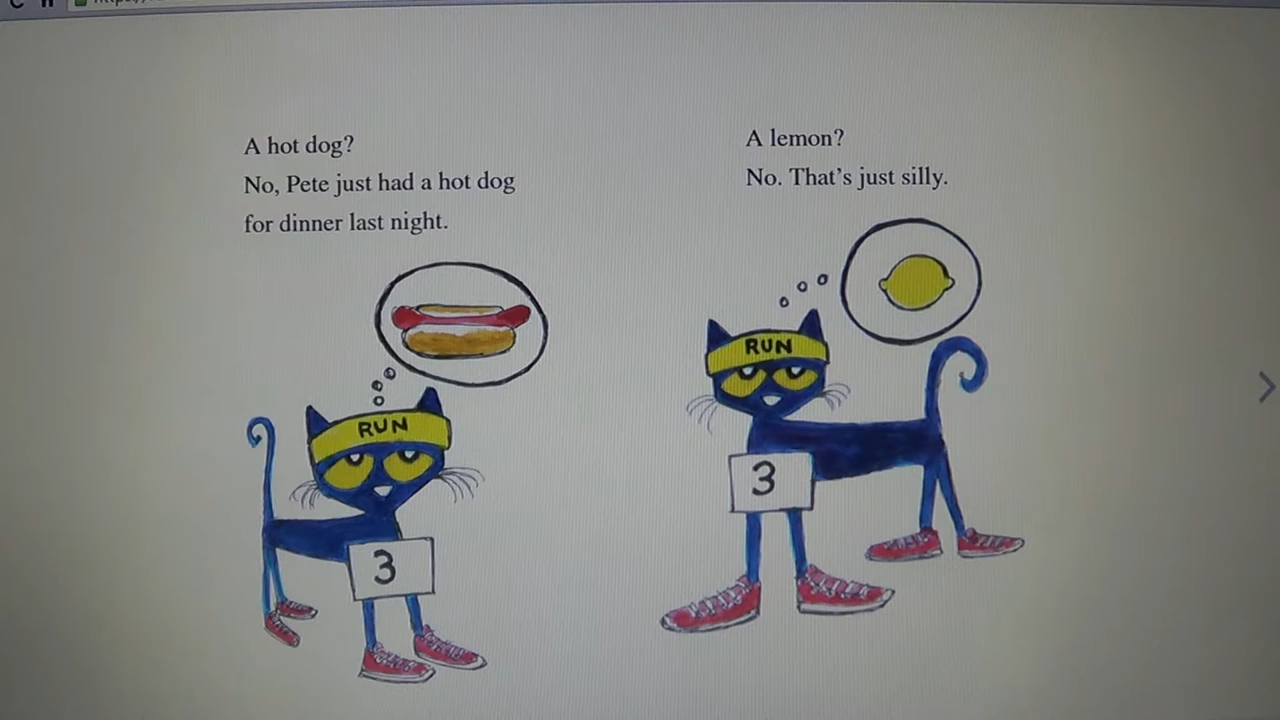 A hot dog?
No, Pete just had a hot dog
for dinner last night.
RUN
3
A lemon?
No. That's just silly.
RUN
3